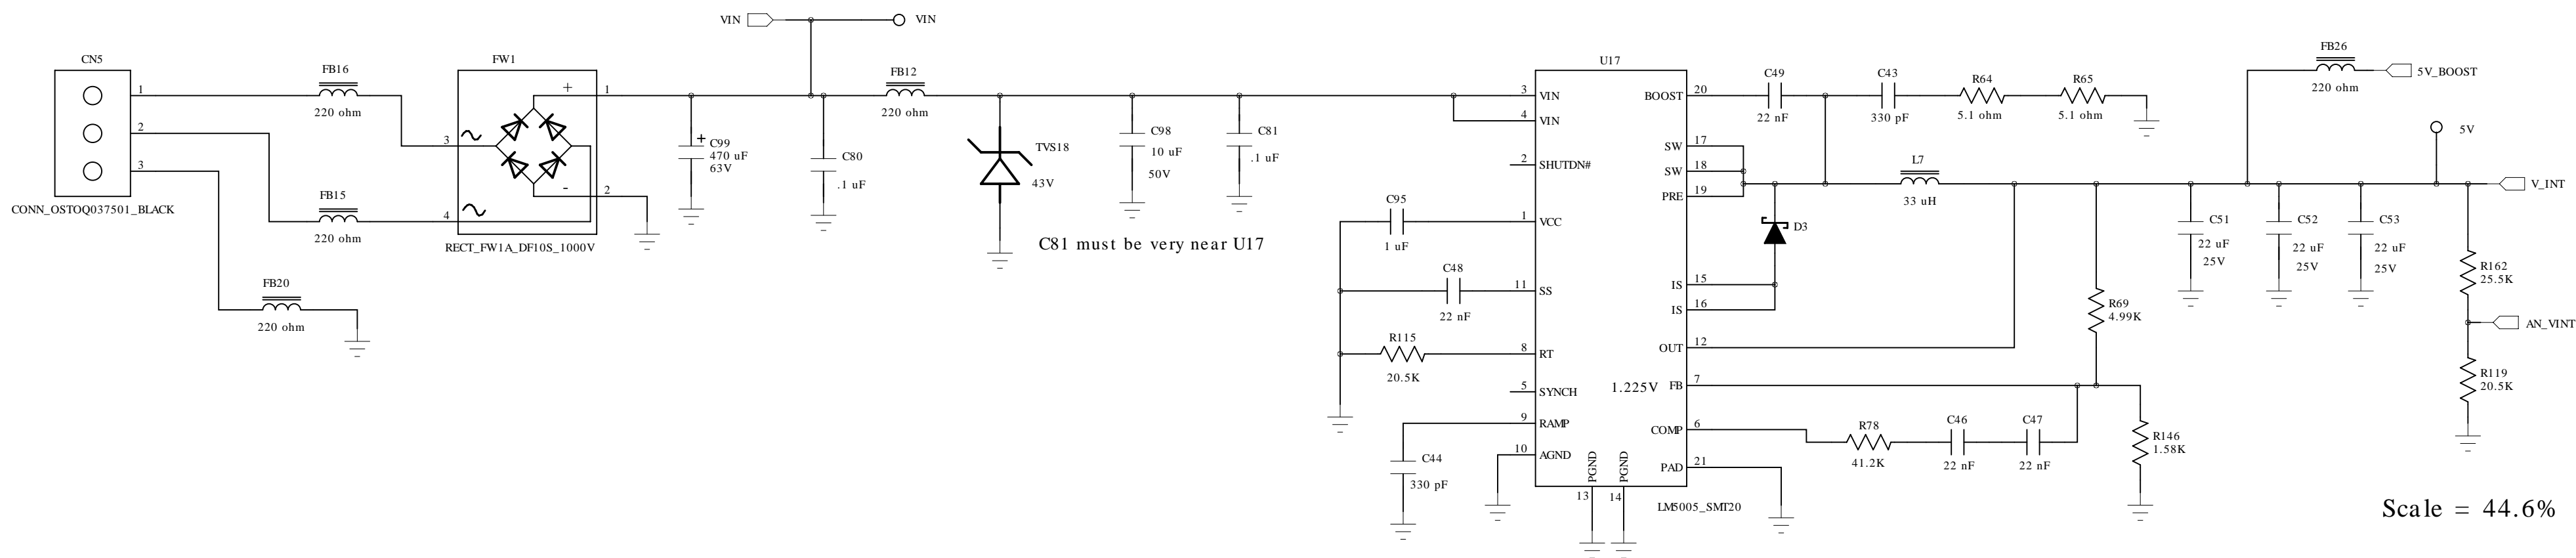 VIN
VIN
CN5
1
2
3
CONN_OSTOQ037501_BLACK
FB16
220 ohm
FB15
220 ohm
FB20
220 ohm
FW1
+
1
3
-
2
4
RECT_FW1A_DF10S_1000V
+
C99
470 uF
63V
C80
.1 uF
FB12
220 ohm
TVS18
43V
C98
10 uF
50V
C81
.1 uF
C81 must be very near U17
C95
1 uF
C48
22 nF
R115
20.5K
C44
330 pF
U17
3 VIN
4 VIN
2 SHUTDN#
1 VCC
11 SS
8 RT
5 SYNCH
9 RAMP
10 AGND
PGND
PGND
13
14
BOOST 20
SW 17
SW 18
PRE 19
IS 15
IS 16
OUT 12
1.225V FB 7
COMP 6
PAD 21
LM5005_SMT20
C49
22 nF
C43
330 pF
R64
5.1 ohm
R65
5.1 ohm
L7
33 uH
D3
R69
4.99K
R78
41.2K
C46
22 nF
C47
22 nF
R146
1.58K
FB26
220 ohm
5V_BOOST
5V
V_INT
C51
22 uF
25V
C52
22 uF
25V
C53
22 uF
25V
R162
25.5K
AN_VINT
R119
20.5K
Scale = 44.6%